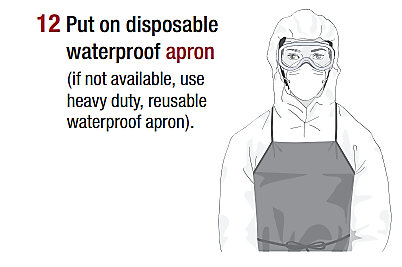 12 Put on disposable
waterproof apron
(if not available, use
heavy duty, reusable
waterproof apron).